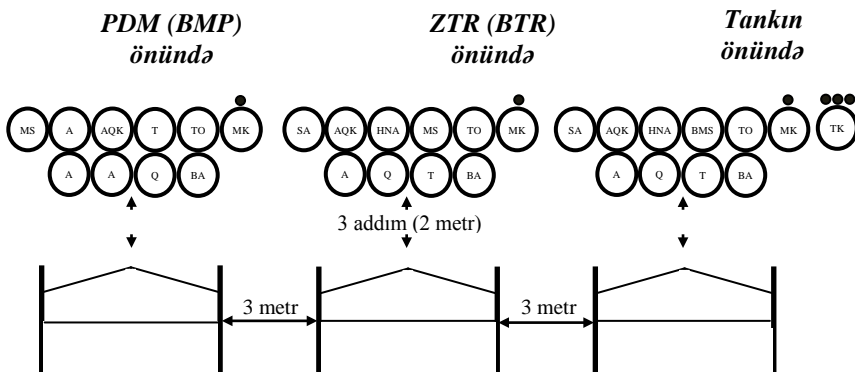 PDM (BMP) önündə
ZTR (BTR) önündə
Tankın önündə
MS A AQK T TO MK
SA AQK HNA MS TO MK
SA AQK HNA BMS TO MK TK
A A Q BA
A Q T BA
A Q T BA
3 addım (2 metr)
3 metr
3 metr